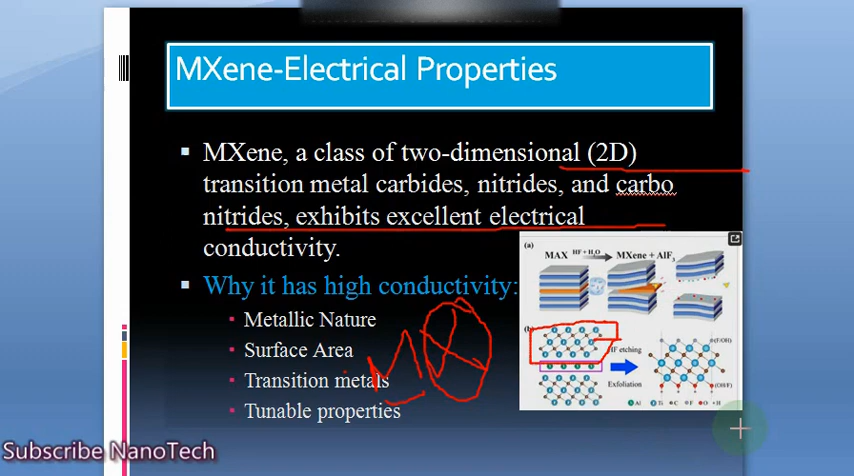 MXene-Electrical Properties
MXene, a class of two-dimensional (2D)
transition metal carbides, nitrides, and carbo
nitrides, exhibits excellent electrical
conductivity.
Why it has high conductivity:
Metallic Nature
Surface Area
Transition metals
Tunable properties
(a)
MAX HF + H₂O MXene + AlF₃
(b)
(F/OH)
HF etching
Exfoliation
(OH/F)
Al Ti C F O H
Subscribe NanoTech